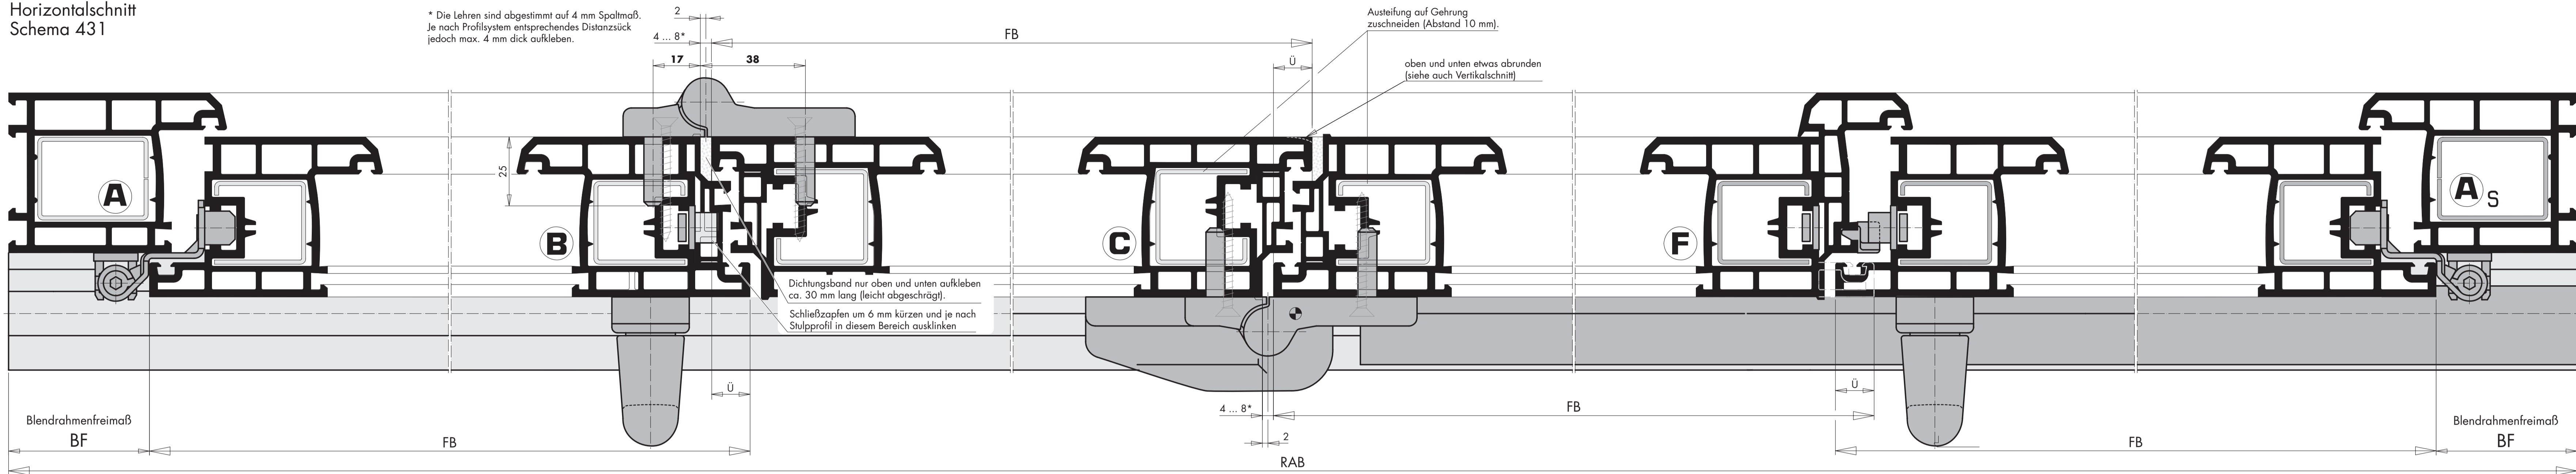 Horizontalschnitt
Schema 431
* Die Lehren sind abgestimmt auf 4 mm Spaltmaß.
Je nach Profilsystem entsprechendes Distanzsück
jedoch max. 4 mm dick aufkleben.
2
4 ... 8*
17
38
FB
Ü
Austeifung auf Gehrung
zuschneiden (Abstand 10 mm).
oben und unten etwas abrunden
(siehe auch Vertikalschnitt)
25
A
B
C
F
A S
Dichtungsband nur oben und unten aufkleben
ca. 30 mm lang (leicht abgeschrägt).
Schließzapfen um 6 mm kürzen und je nach
Stulpprofil in diesem Bereich ausklinken
Ü
Ü
4 ... 8*
FB
2
Blendrahmenfreimaß
BF
FB
FB
Blendrahmenfreimaß
BF
RAB